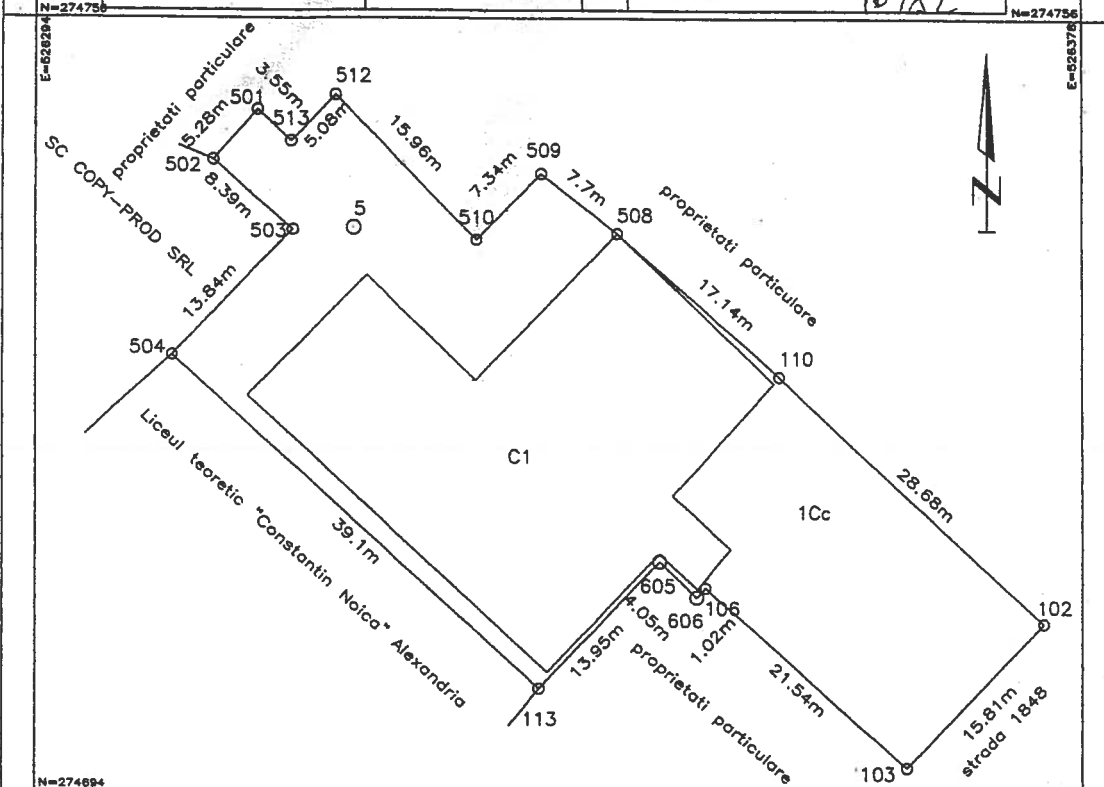 N=274756
N=274756
E=526294
E=526376
proprietati particulare
3.55m
512
501
513
5.28m
5.08m
502
15.96m
509
7.34m
7.7m
SC COPY-PROD SRL
8.39m
5
510
508
503
proprietati particulare
13.84m
17.14m
504
110
Liceul teoretic "Constantin Noica" Alexandria
C1
28.68m
1Cc
39.1m
605
106
606
4.05m
1.02m
102
13.95m
proprietati particulare
21.54m
113
15.81m
strada 1848
103
N=274694
N